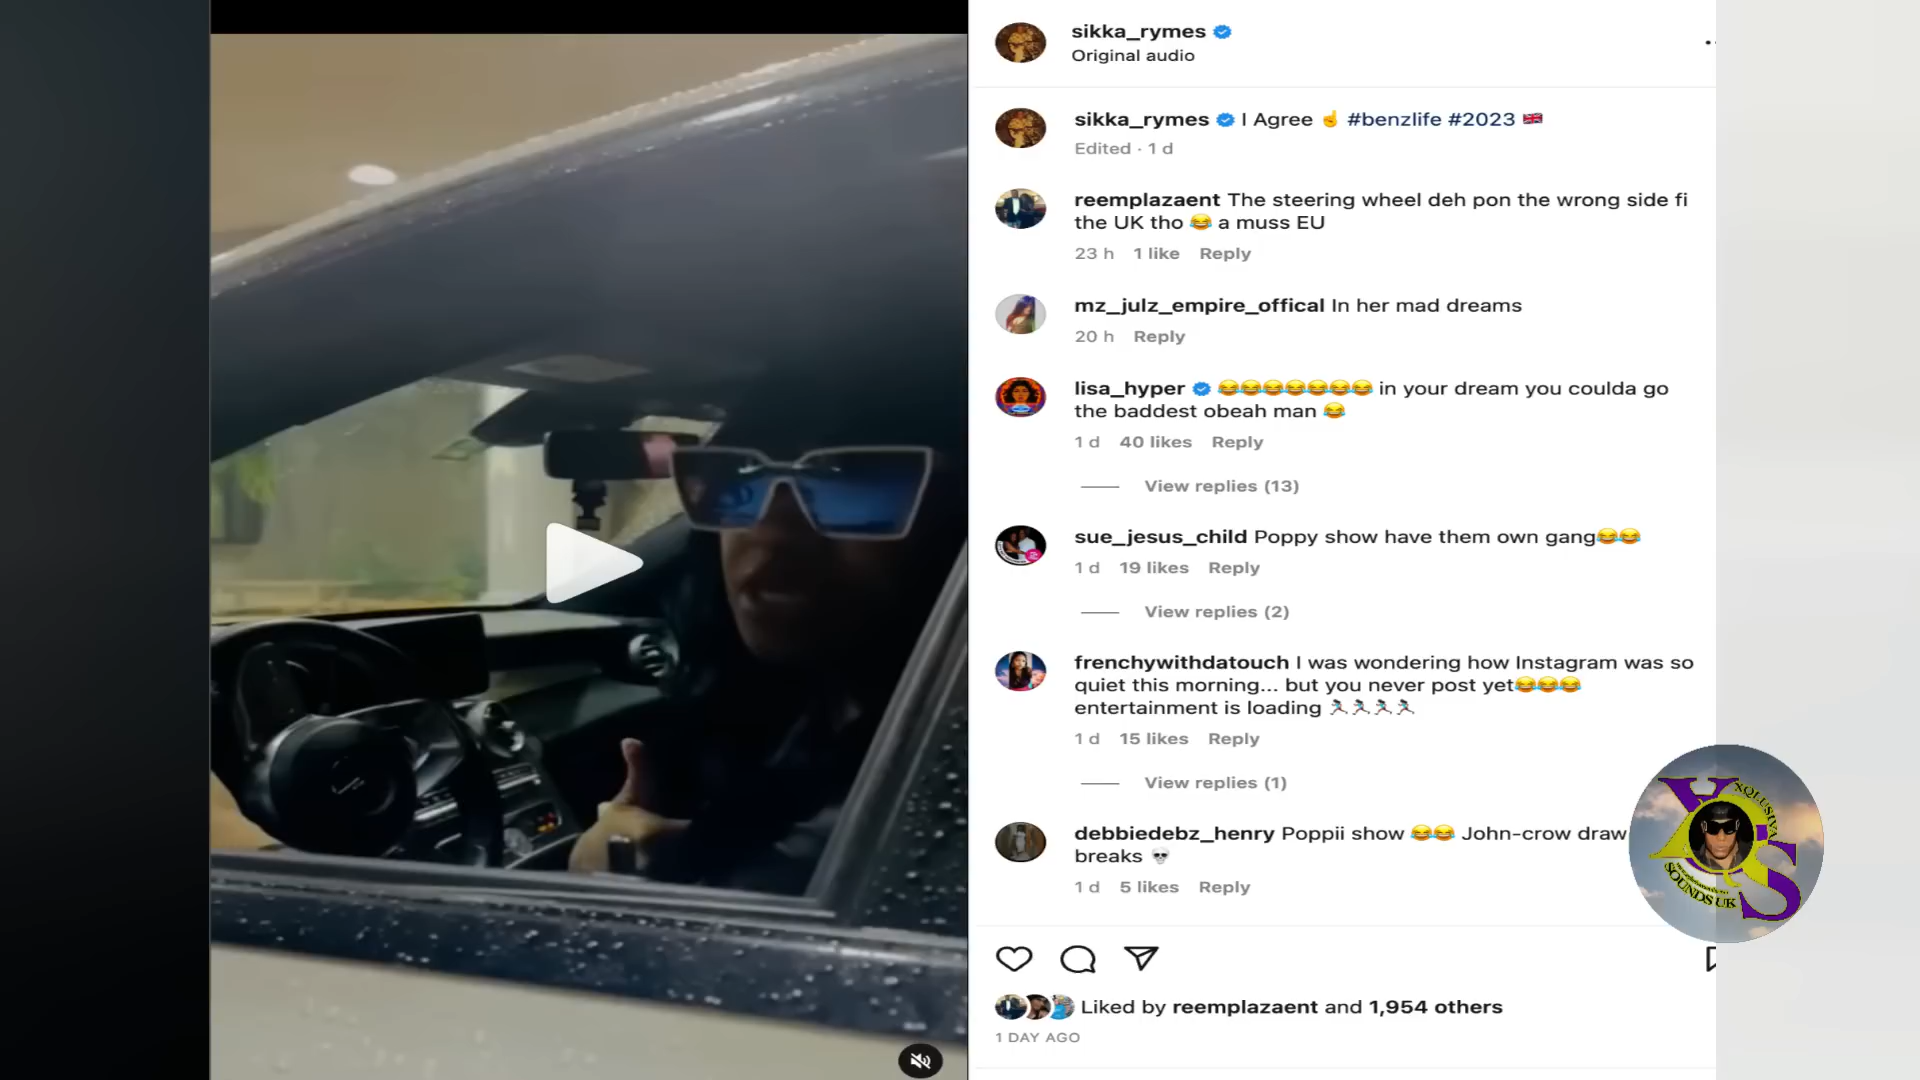 sikka_rymes
Original audio
sikka_rymes I Agree ☝ #benzlife #2023 🇬🇧
Edited · 1 d
reemplazaent The steering wheel deh pon the wrong side fi
the UK tho 😂 a muss EU
23 h 1 like Reply
mz_julz_empire_offical In her mad dreams
20 h Reply
lisa_hyper 😂😂😂😂😂😂😂 in your dream you coulda go
the baddest obeah man 😂
1 d 40 likes Reply
View replies (13)
sue_jesus_child Poppy show have them own gang😂😂
1 d 19 likes Reply
View replies (2)
frenchywithdatouch I was wondering how Instagram was so
quiet this morning... but you never post yet😂😂😂
entertainment is loading 🏃🏃🏃🏃
1 d 15 likes Reply
View replies (1)
debbiedebz_henry Poppii show 😂😂 John-crow draw
breaks 💀
1 d 5 likes Reply
XQLUSIVA
SOUNDS UK
Liked by reemplazaent and 1,954 others
1 DAY AGO